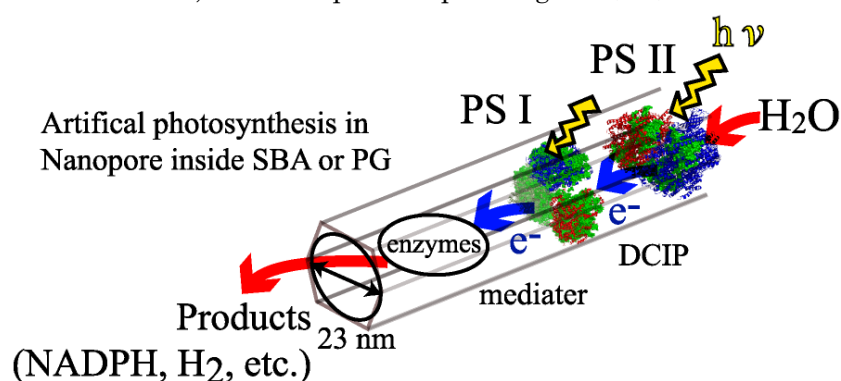 hν
PS II
PS I
H2O
Artifical photosynthesis in
Nanopore inside SBA or PG
enzymes
e-
e-
DCIP
mediater
Products
23 nm
(NADPH, H2, etc.)